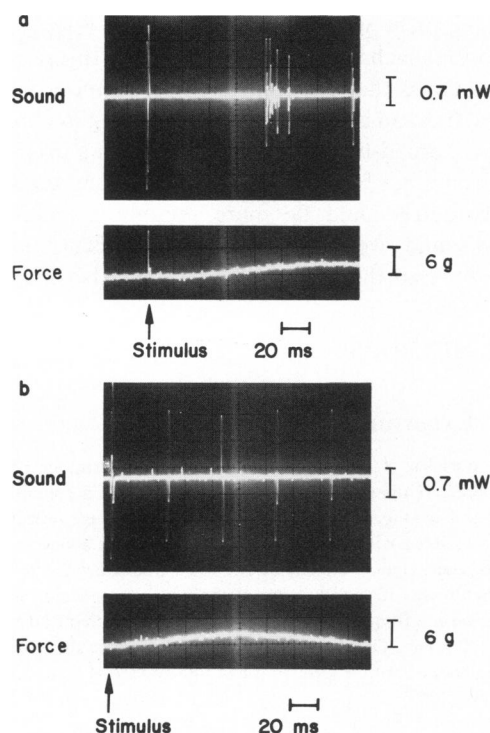 a
Sound
0.7 mW
Force
6 g
Stimulus
20 ms
b
Sound
0.7 mW
Force
6 g
Stimulus
20 ms